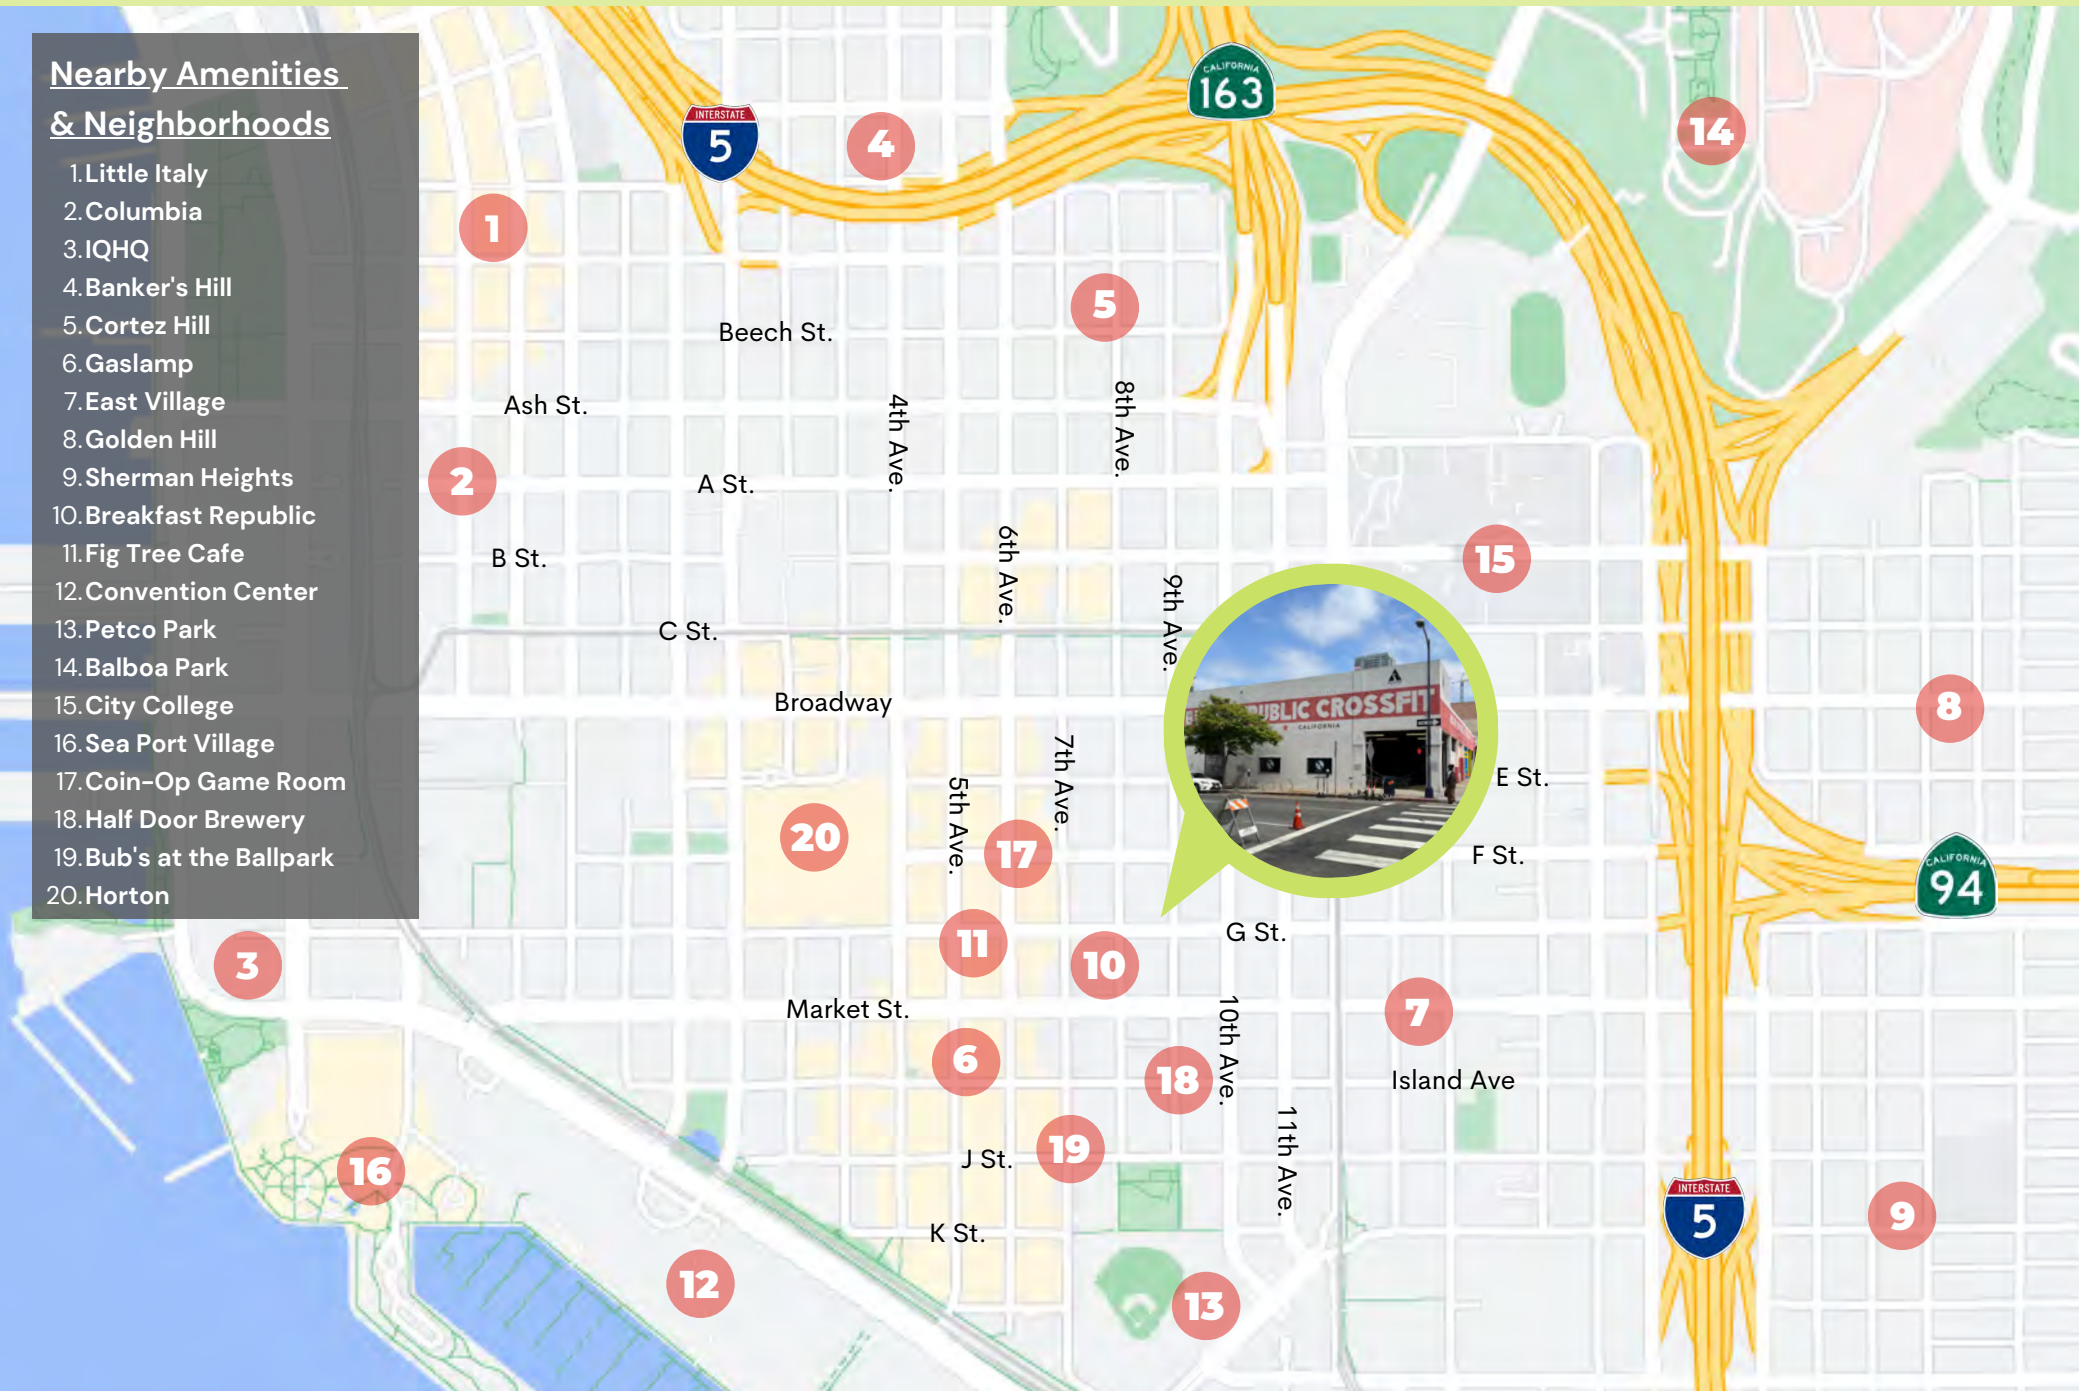 Nearby Amenities
& Neighborhoods
1. Little Italy
2. Columbia
3. IQHQ
4. Banker's Hill
5. Cortez Hill
6. Gaslamp
7. East Village
8. Golden Hill
9. Sherman Heights
10. Breakfast Republic
11. Fig Tree Cafe
12. Convention Center
13. Petco Park
14. Balboa Park
15. City College
16. Sea Port Village
17. Coin-Op Game Room
18. Half Door Brewery
19. Bub's at the Ballpark
20. Horton
CALIFORNIA
163
INTERSTATE
5
4
14
1
5
Beech St.
Ash St.
4th Ave.
8th Ave.
2
A St.
B St.
6th Ave.
15
9th Ave.
C St.
Broadway
PUBLIC CROSSFIT
CALIFORNIA
8
7th Ave.
E St.
5th Ave.
20
17
F St.
CALIFORNIA
94
G St.
11
10
3
Market St.
7
10th Ave.
6
18
Island Ave
11th Ave.
J St.
19
16
K St.
INTERSTATE
5
9
12
13